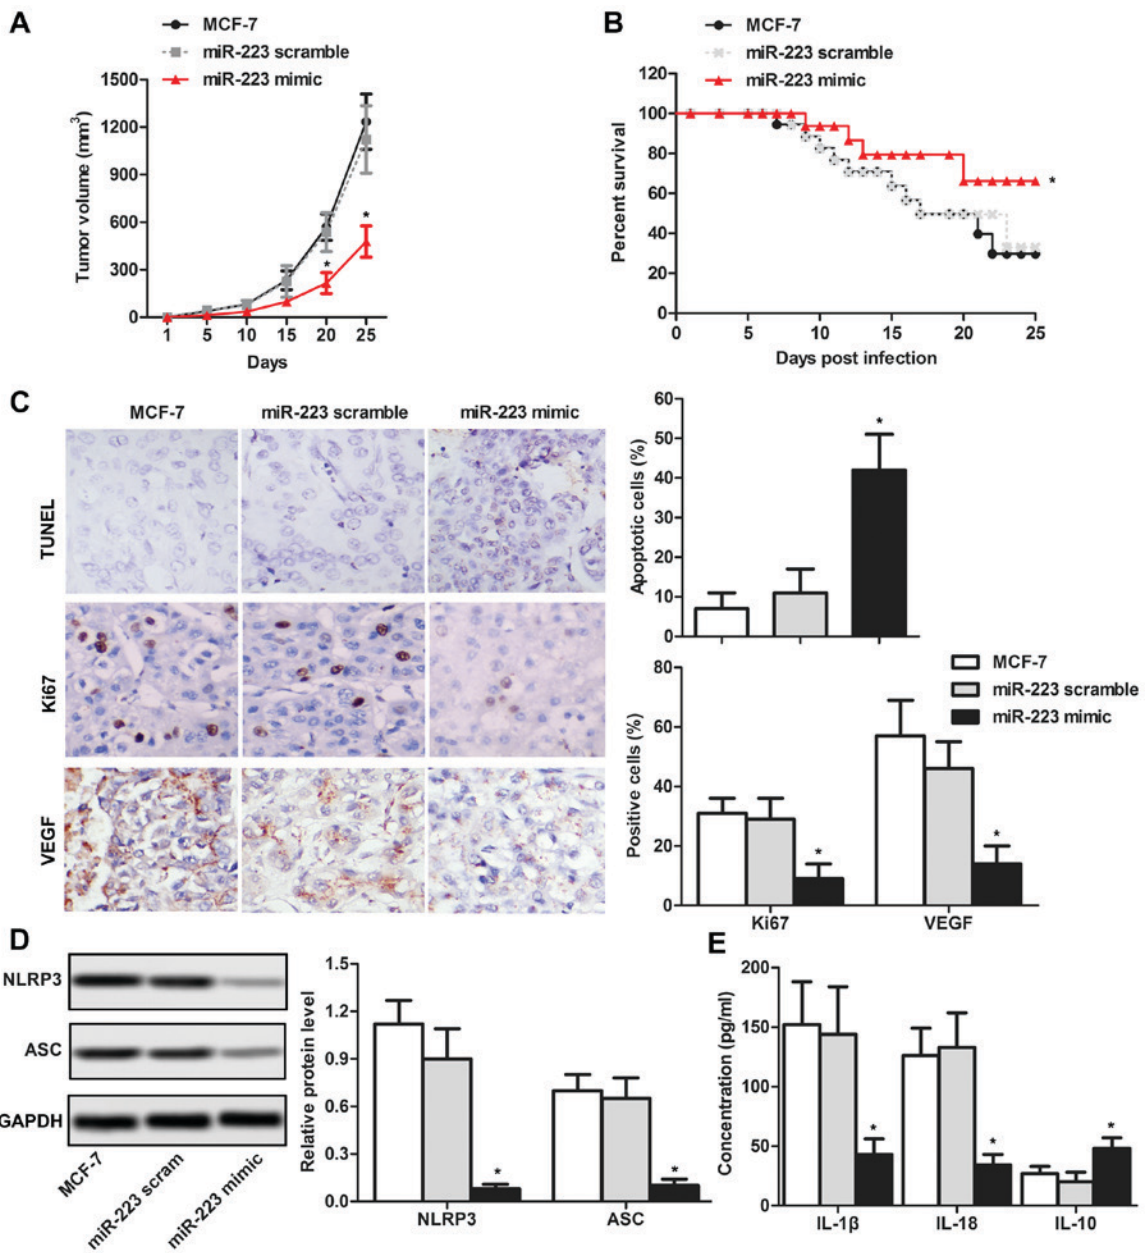 A
MCF-7
miR-223 scramble
miR-223 mimic
1500
1200
900
600
300
0
Tumor volume (nm³)
*
*
1 5 10 15 20 25
Days
B
MCF-7
miR-223 scramble
miR-223 mimic
120
100
80
60
40
20
0
Percent survival
*
0 5 10 15 20 25
Days post infection
C
MCF-7 miR-223 scramble miR-223 mimic
TUNEL
Ki67
VEGF
60
50
40
30
20
10
0
Apoptotic cells (%)
*
MCF-7
miR-223 scramble
miR-223 mimic
80
60
40
20
0
Positive cells (%)
*
*
Ki67 VEGF
D
NLRP3
ASC
GAPDH
MCF-7
miR-223 scram
miR-223 mimic
1.5
1.2
0.9
0.6
0.3
0.0
Relative protein level
*
*
NLRP3 ASC
E
200
150
100
50
0
Concentration (pg/ml)
*
*
*
IL-1β IL-18 IL-10